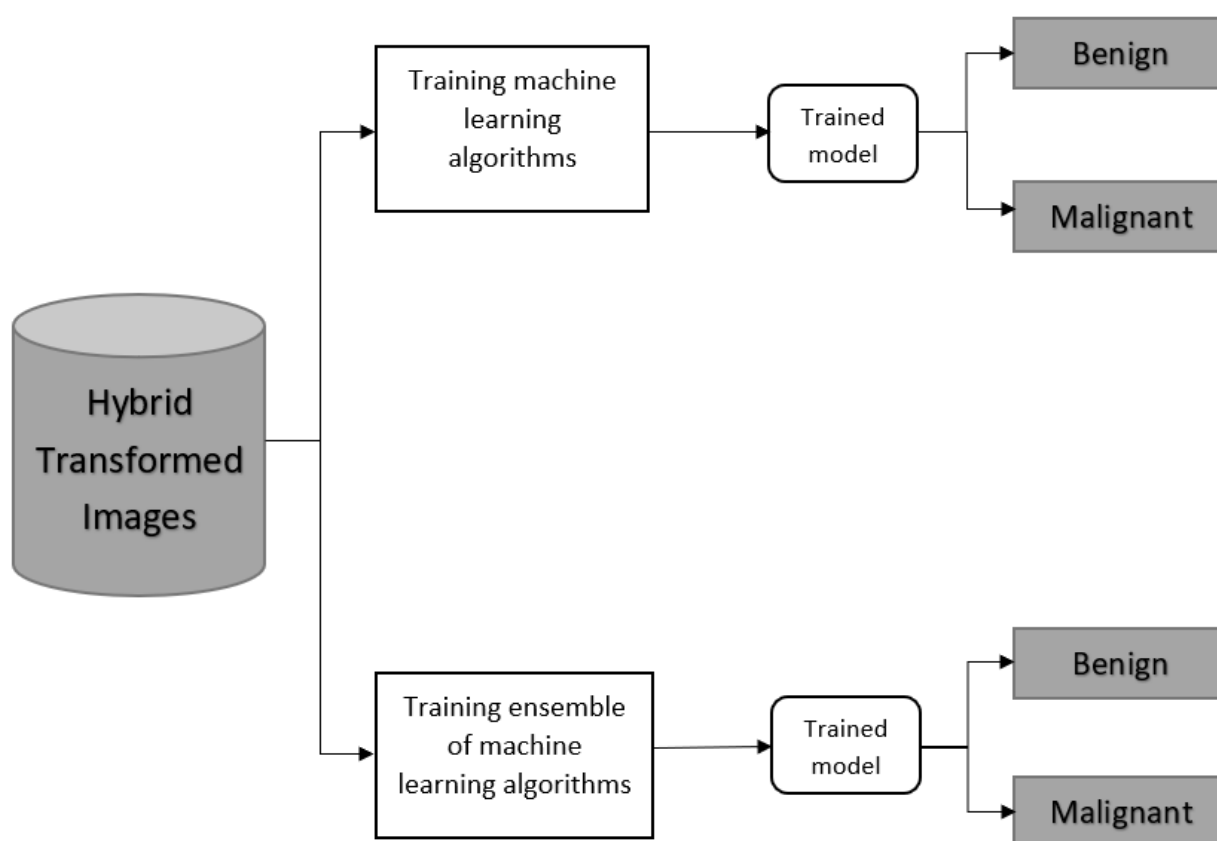 Training machine
learning
algorithms
Trained
model
Benign
Malignant
Hybrid
Transformed
Images
Training ensemble
of machine
learning algorithms
Trained
model
Benign
Malignant